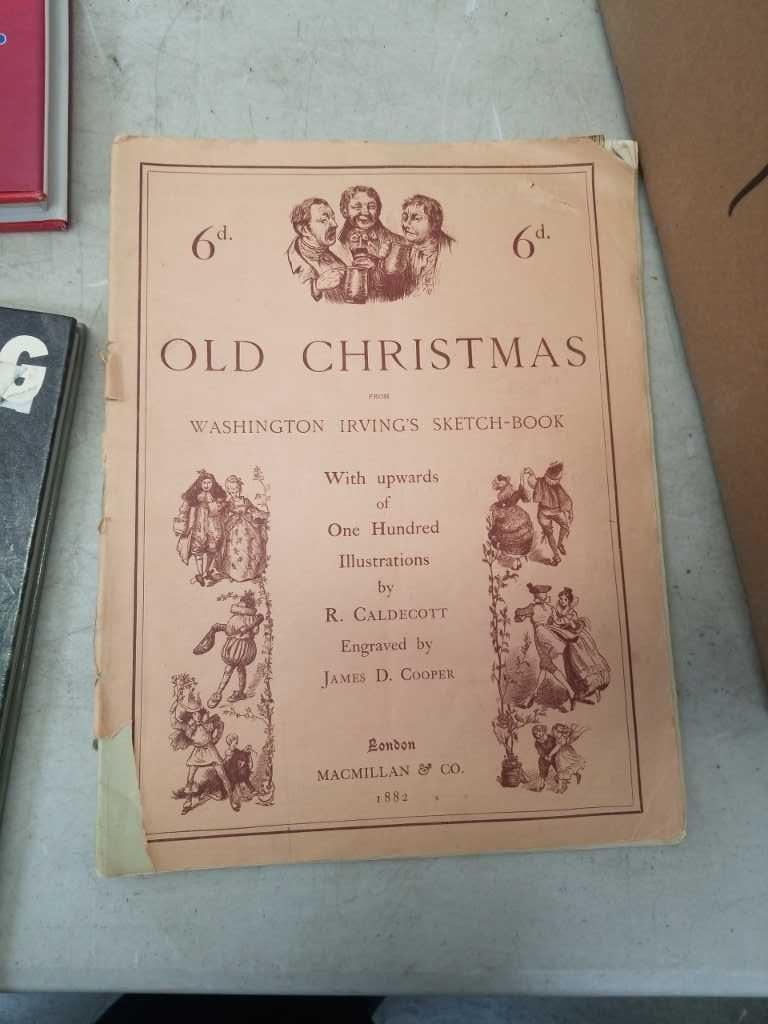 6d.
6d.
OLD CHRISTMAS
FROM
WASHINGTON IRVING'S SKETCH-BOOK
With upwards
of
One Hundred
Illustrations
by
R. CALDECOTT
Engraved by
JAMES D. COOPER
London
MACMILLAN & CO.
1882
G